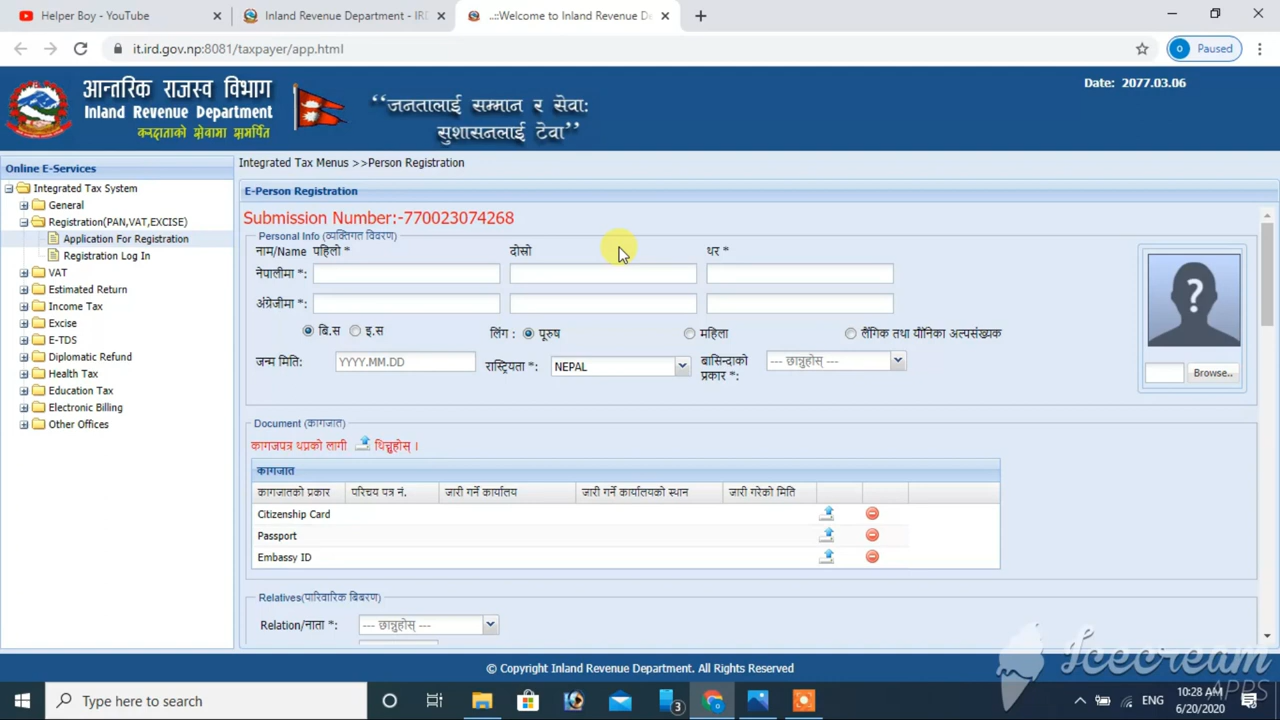 Helper Boy - YouTube
Inland Revenue Department - IRD
..::Welcome to Inland Revenue De
it.ird.gov.np:8081/taxpayer/app.html
Paused
आन्तरिक राजस्व विभाग
Inland Revenue Department
करदाताको सेवामा समर्पित
“जनतालाई सम्मान र सेवा:
सुशासनलाई टेवा”
Date: 2077.03.06
Online E-Services
Integrated Tax System
General
Registration(PAN,VAT,EXCISE)
Application For Registration
Registration Log In
VAT
Estimated Return
Income Tax
Excise
E-TDS
Diplomatic Refund
Health Tax
Education Tax
Electronic Billing
Other Offices
Integrated Tax Menus >>Person Registration
E-Person Registration
Submission Number:-770023074268
Personal Info (व्यक्तिगत विवरण)
नाम/Name पहिलो * दोस्रो थर *
नेपालीमा *:
अंग्रेजीमा *:
बि.स इ.स लिंग : पुरुष महिला लैंगिक तथा यौनिका अल्पसंख्यक
जन्म मिति: YYYY.MM.DD रास्ट्रियता *: NEPAL बासिन्दाको प्रकार *: --- छान्नुहोस् ---
Browse..
Document (कागजात)
कागजपत्र थप्नको लागी थिच्नुहोस् ।
कागजात
कागजातको प्रकार परिचय पत्र नं. जारी गर्ने कार्यालय जारी गर्ने कार्यालयको स्थान जारी गरेको मिति
Citizenship Card
Passport
Embassy ID
Relatives(पारिवारिक बिबरण)
Relation/नाता *: --- छान्नुहोस् ---
© Copyright Inland Revenue Department. All Rights Reserved
Icecream
APPS
Type here to search
3
ENG
10:28 AM
6/20/2020